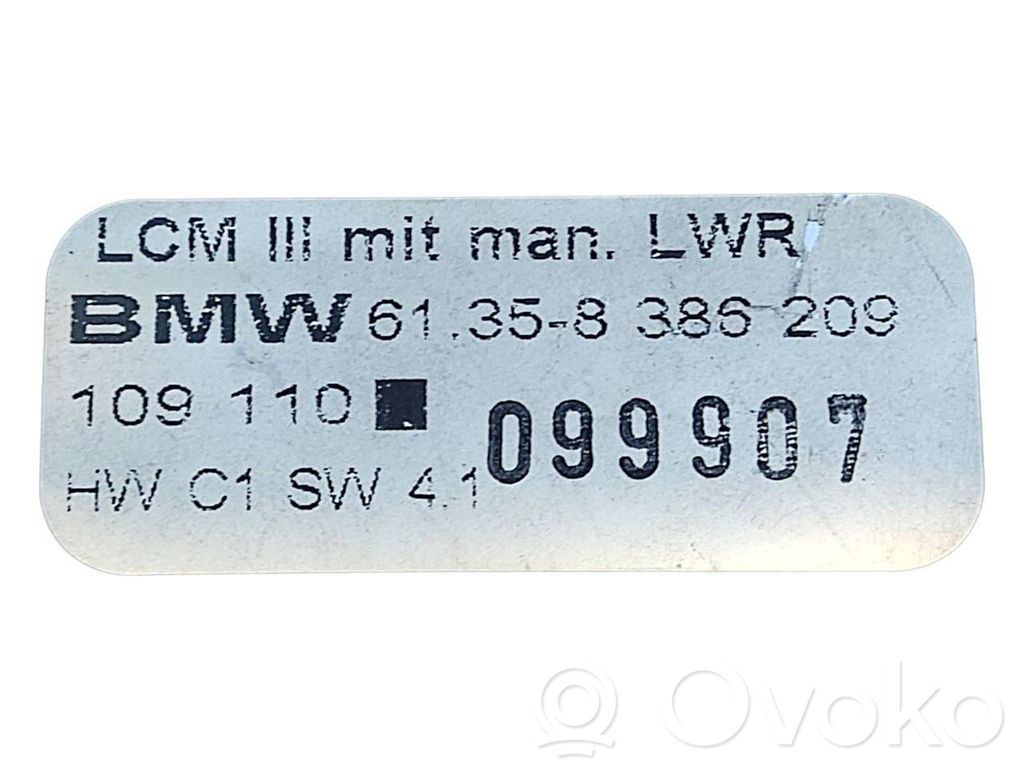 LCM III mit man. LWR
BMW 61.35-8 386 209
109 110
099907
HW C1 SW 4.1
Ovoko